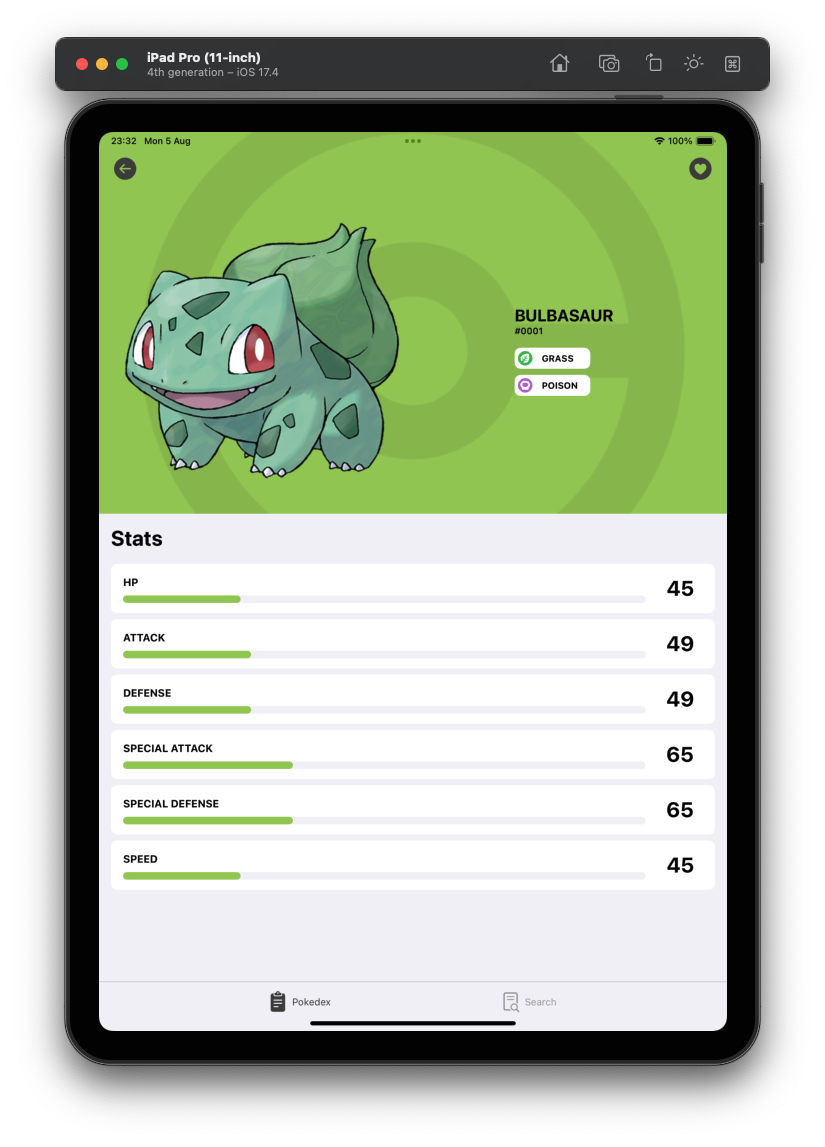 iPad Pro (11-inch)
4th generation – iOS 17.4
23:32 Mon 5 Aug
100%
BULBASAUR
#0001
GRASS
POISON
Stats
HP
45
ATTACK
49
DEFENSE
49
SPECIAL ATTACK
65
SPECIAL DEFENSE
65
SPEED
45
Pokedex
Search